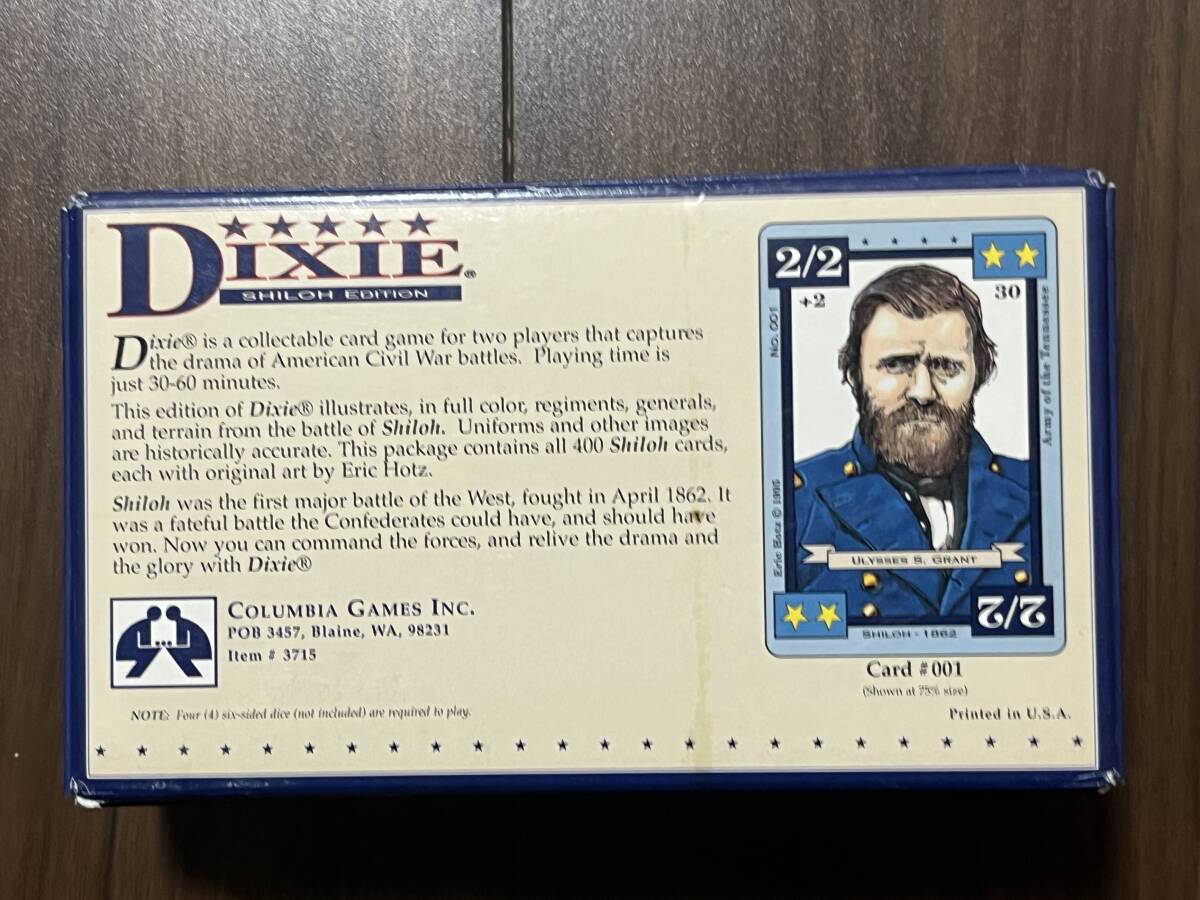 DIXIE®
SHILOH EDITION
Dixie® is a collectable card game for two players that captures
the drama of American Civil War battles. Playing time is
just 30-60 minutes.
This edition of Dixie® illustrates, in full color, regiments, generals,
and terrain from the battle of Shiloh. Uniforms and other images
are historically accurate. This package contains all 400 Shiloh cards,
each with original art by Eric Hotz.
Shiloh was the first major battle of the West, fought in April 1862. It
was a fateful battle the Confederates could have, and should have
won. Now you can command the forces, and relive the drama and
the glory with Dixie®
COLUMBIA GAMES INC.
POB 3457, Blaine, WA, 98231
Item # 3715
NOTE: Four (4) six-sided dice (not included) are required to play.
2/2
+2
30
No. 001
Army of the Tennessee
Eric Hotz © 1995
ULYSSES S. GRANT
SHILOH - 1862
2/2
Card #001
(Shown at 75% size)
Printed in U.S.A.